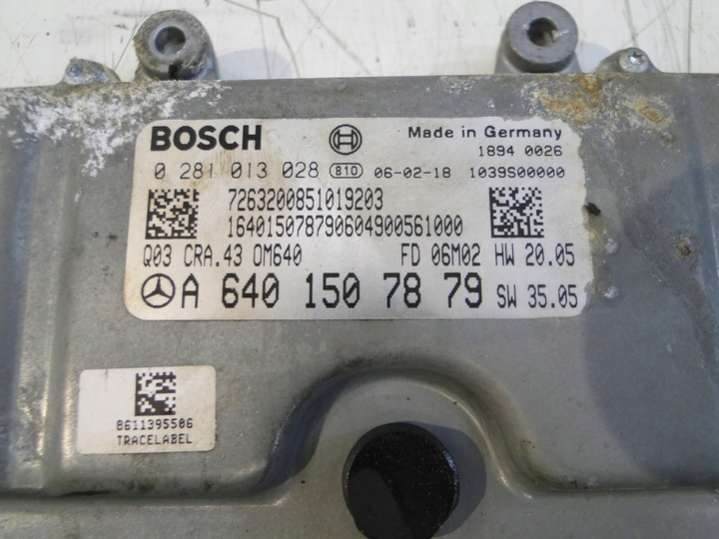 BOSCH
Made in Germany
1894 0026
0 281 013 028 810 06-02-18 1039S00000
7263200851019203
164015078790604900561000
Q03 CRA.43 OM640 FD 06M02 HW 20.05
A 640 150 78 79 SW 35.05
8611395506
TRACELABEL